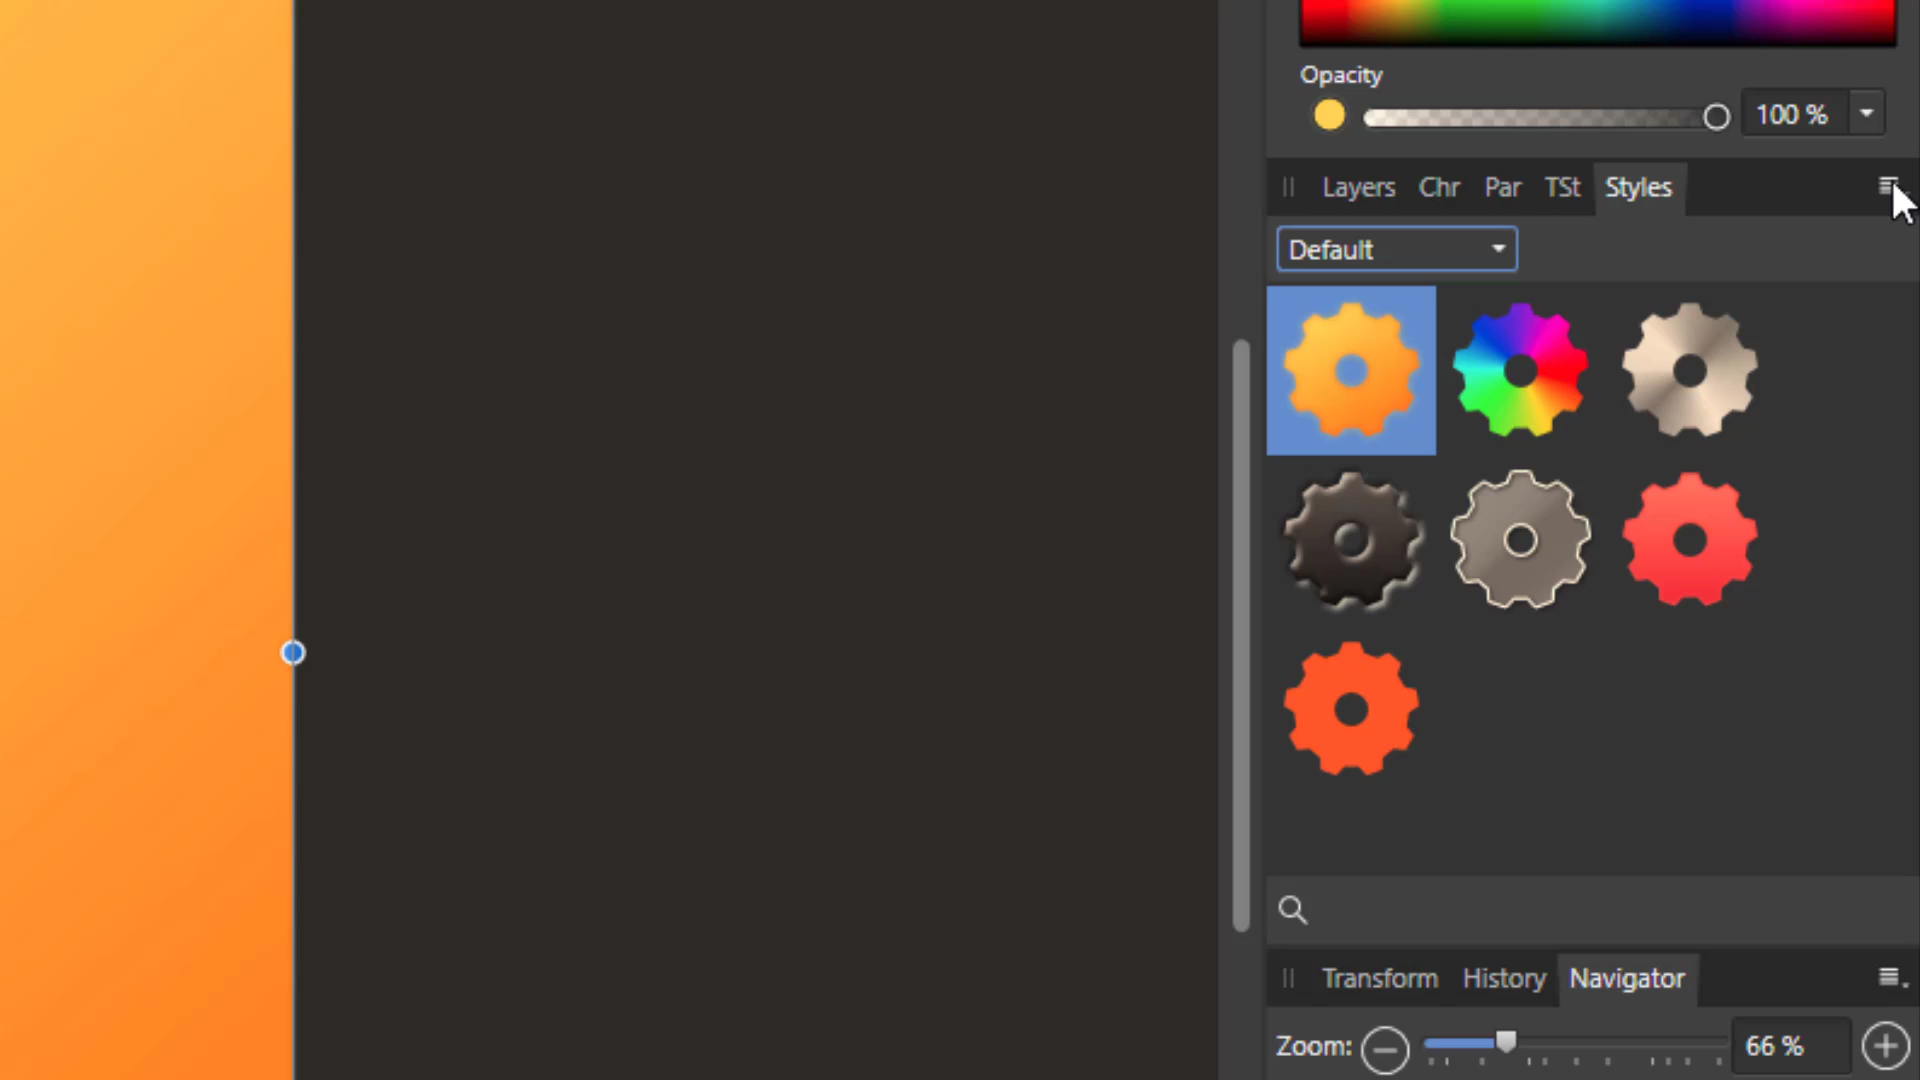 Opacity
100 %
Layers Chr Par TSt Styles
Default
Transform History Navigator
Zoom: 66 %